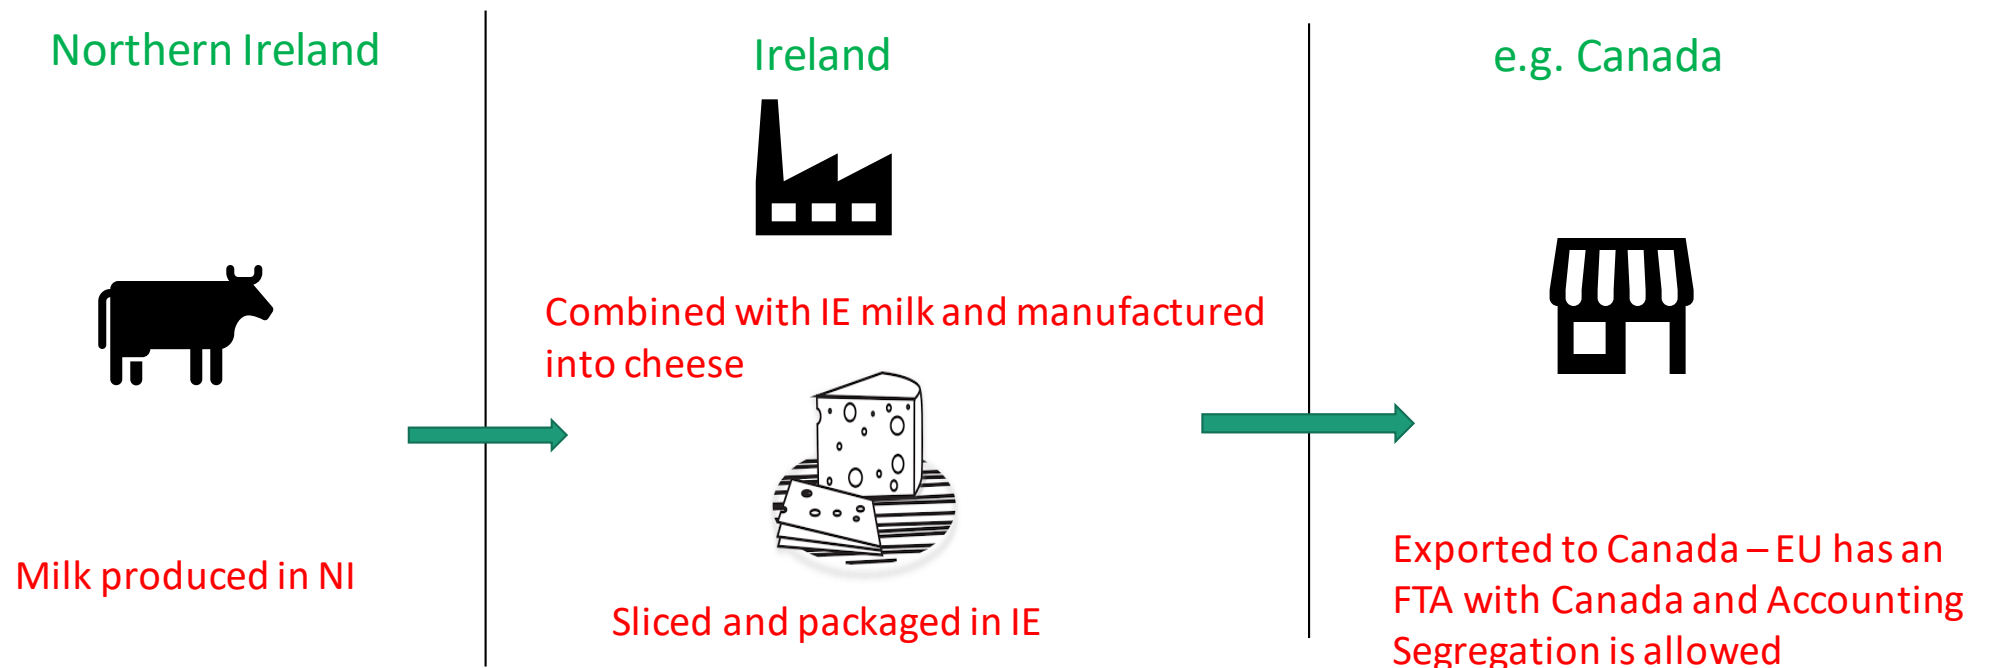 Northern Ireland
Milk produced in NI
Ireland
Combined with IE milk and manufactured
into cheese
Sliced and packaged in IE
e.g. Canada
Exported to Canada – EU has an
FTA with Canada and Accounting
Segregation is allowed